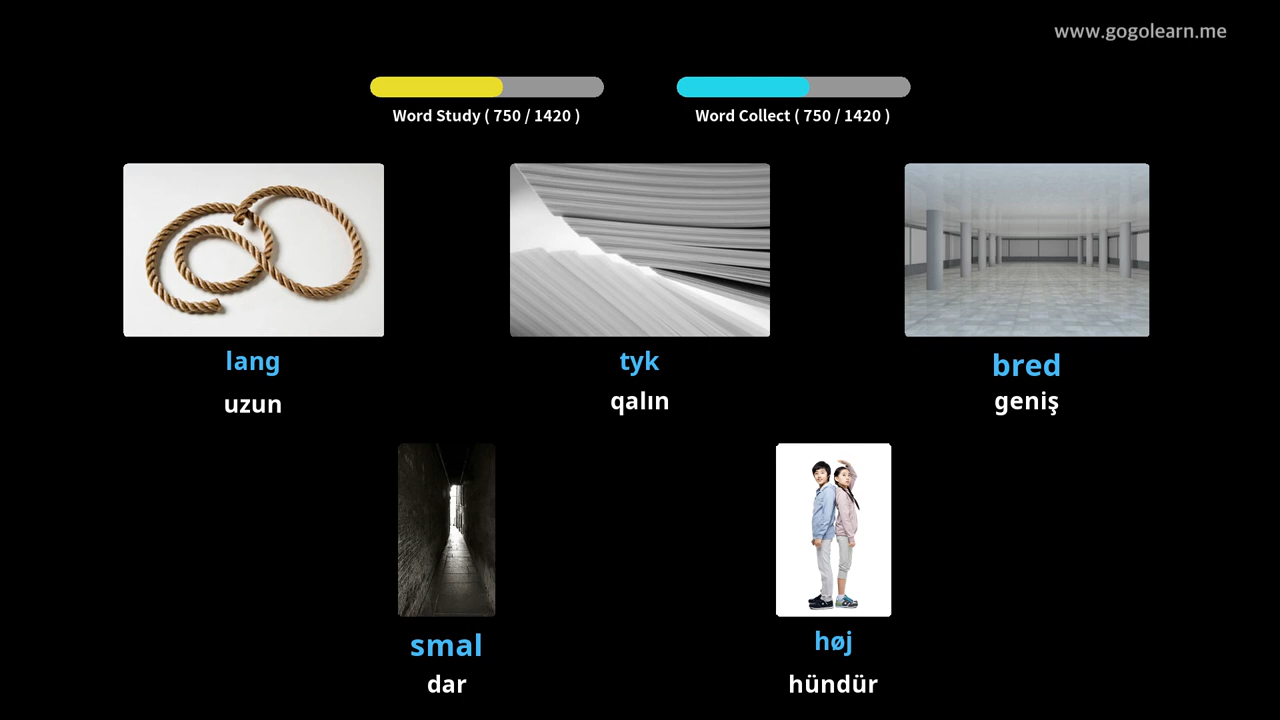 www.gogolearn.me
Word Study ( 750 / 1420 )
Word Collect ( 750 / 1420 )
lang
tyk
bred
uzun
qalın
geniş
smal
høj
dar
hündür